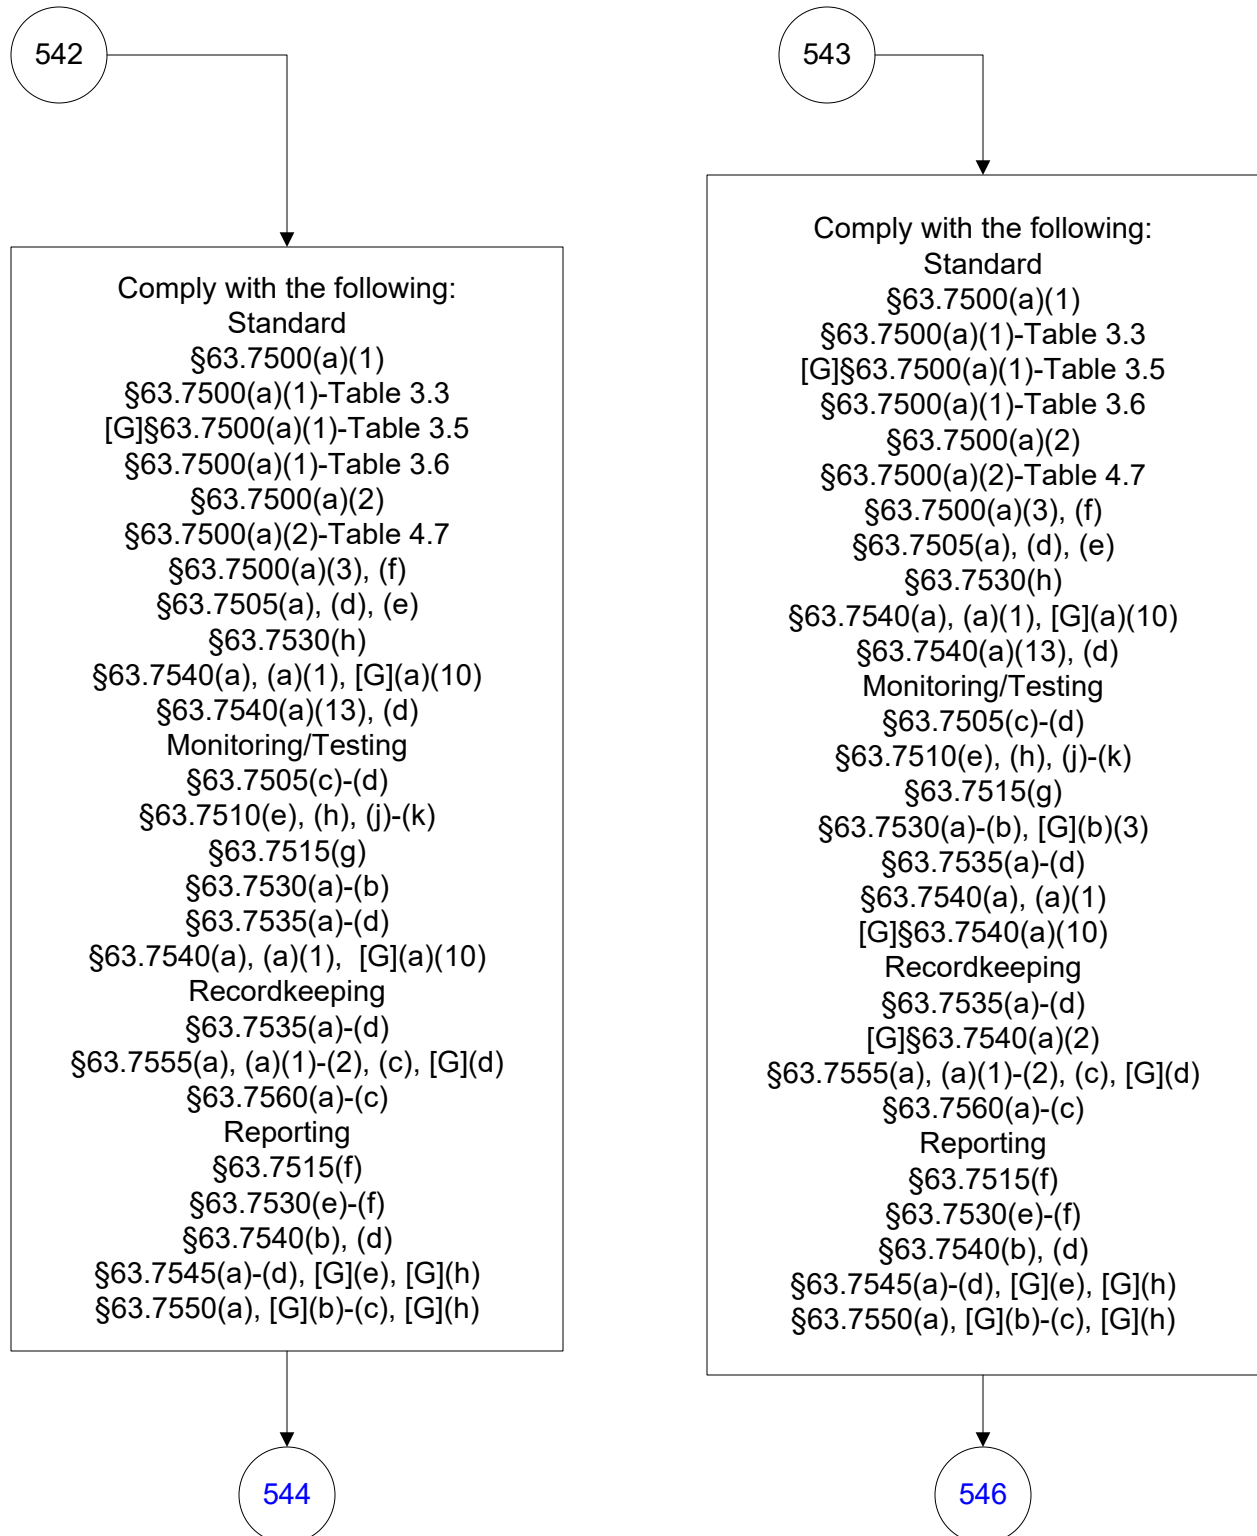 542
Comply with the following:
Standard
§63.7500(a)(1)
§63.7500(a)(1)-Table 3.3
[G]§63.7500(a)(1)-Table 3.5
§63.7500(a)(1)-Table 3.6
§63.7500(a)(2)
§63.7500(a)(2)-Table 4.7
§63.7500(a)(3), (f)
§63.7505(a), (d), (e)
§63.7530(h)
§63.7540(a), (a)(1), [G](a)(10)
§63.7540(a)(13), (d)
Monitoring/Testing
§63.7505(c)-(d)
§63.7510(e), (h), (j)-(k)
§63.7515(g)
§63.7530(a)-(b)
§63.7535(a)-(d)
§63.7540(a), (a)(1), [G](a)(10)
Recordkeeping
§63.7535(a)-(d)
§63.7555(a), (a)(1)-(2), (c), [G](d)
§63.7560(a)-(c)
Reporting
§63.7515(f)
§63.7530(e)-(f)
§63.7540(b), (d)
§63.7545(a)-(d), [G](e), [G](h)
§63.7550(a), [G](b)-(c), [G](h)
544
543
Comply with the following:
Standard
§63.7500(a)(1)
§63.7500(a)(1)-Table 3.3
[G]§63.7500(a)(1)-Table 3.5
§63.7500(a)(1)-Table 3.6
§63.7500(a)(2)
§63.7500(a)(2)-Table 4.7
§63.7500(a)(3), (f)
§63.7505(a), (d), (e)
§63.7530(h)
§63.7540(a), (a)(1), [G](a)(10)
§63.7540(a)(13), (d)
Monitoring/Testing
§63.7505(c)-(d)
§63.7510(e), (h), (j)-(k)
§63.7515(g)
§63.7530(a)-(b), [G](b)(3)
§63.7535(a)-(d)
§63.7540(a), (a)(1)
[G]§63.7540(a)(10)
Recordkeeping
§63.7535(a)-(d)
[G]§63.7540(a)(2)
§63.7555(a), (a)(1)-(2), (c), [G](d)
§63.7560(a)-(c)
Reporting
§63.7515(f)
§63.7530(e)-(f)
§63.7540(b), (d)
§63.7545(a)-(d), [G](e), [G](h)
§63.7550(a), [G](b)-(c), [G](h)
546